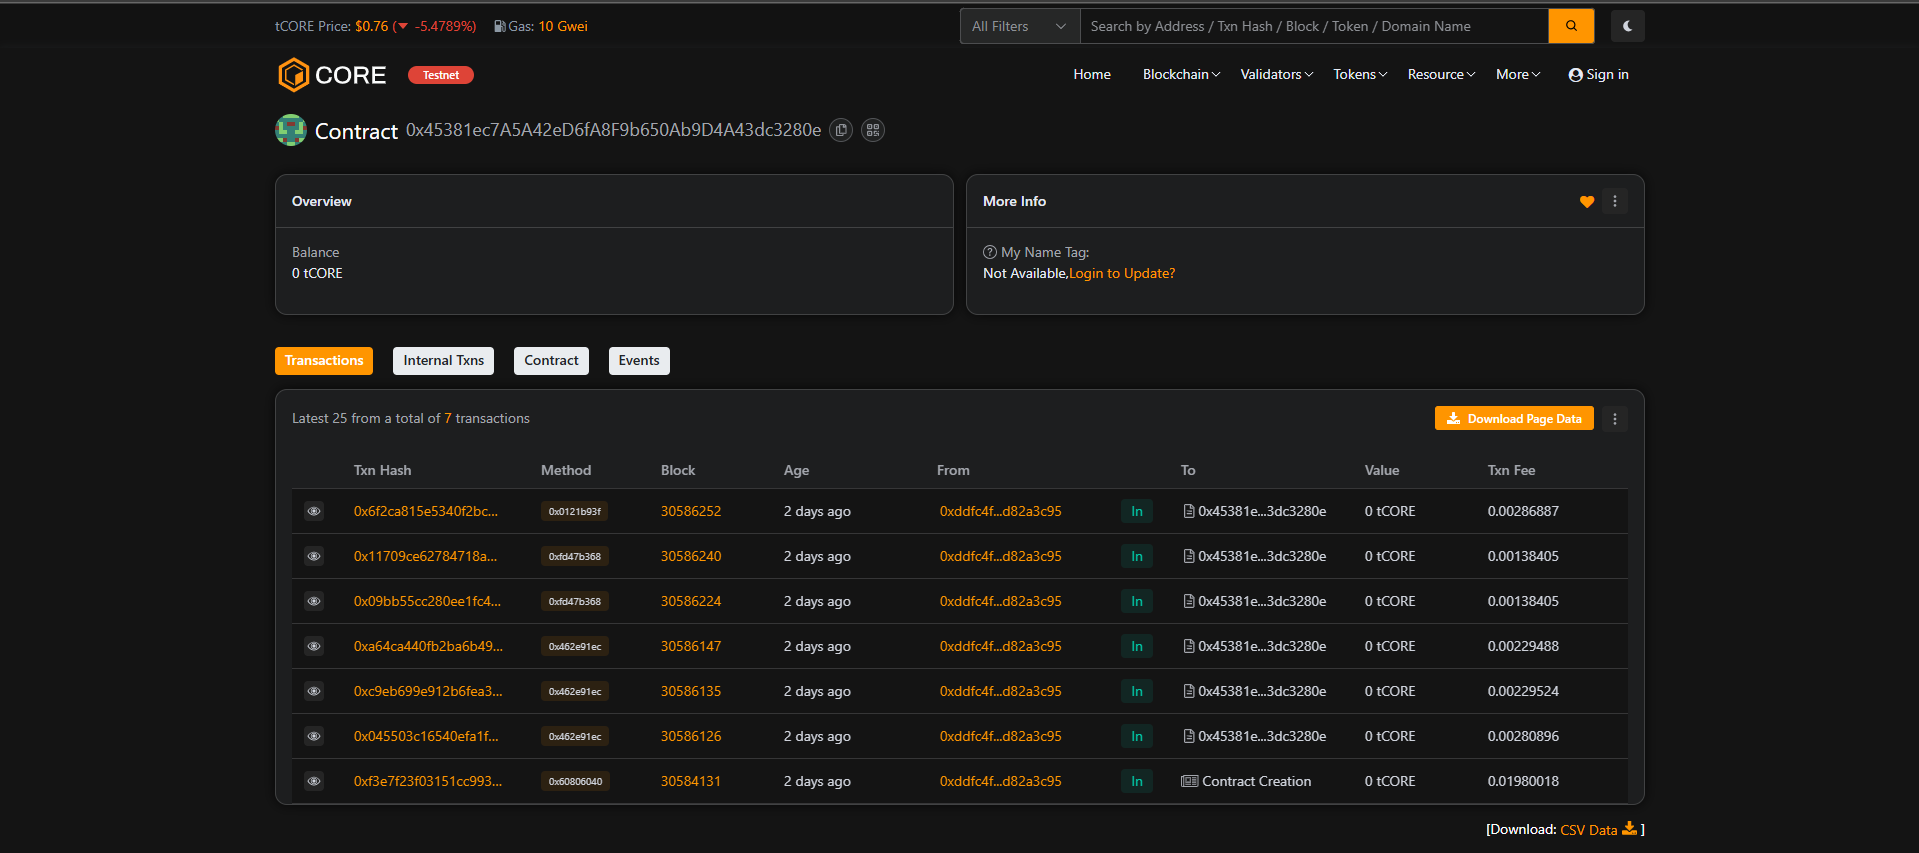 tCORE Price: $0.76 (▼ -5.4789%) Gas: 10 Gwei
All Filters Search by Address / Txn Hash / Block / Token / Domain Name
CORE Testnet
Home Blockchain Validators Tokens Resource More Sign in
Contract 0x45381ec7A5A42eD6fA8F9b650Ab9D4A43dc3280e
Overview
Balance
0 tCORE
More Info
My Name Tag:
Not Available,Login to Update?
Transactions Internal Txns Contract Events
Latest 25 from a total of 7 transactions
Download Page Data
Txn Hash Method Block Age From To Value Txn Fee
0x6f2ca815e5340f2bc... 0x0121b93f 30586252 2 days ago 0xddfc4f...d82a3c95 In 0x45381e...3dc3280e 0 tCORE 0.00286887
0x11709ce62784718a... 0xfd47b368 30586240 2 days ago 0xddfc4f...d82a3c95 In 0x45381e...3dc3280e 0 tCORE 0.00138405
0x09bb55cc280ee1fc4... 0xfd47b368 30586224 2 days ago 0xddfc4f...d82a3c95 In 0x45381e...3dc3280e 0 tCORE 0.00138405
0xa64ca440fb2ba6b49... 0x462e91ec 30586147 2 days ago 0xddfc4f...d82a3c95 In 0x45381e...3dc3280e 0 tCORE 0.00229488
0xc9eb699e912b6fea3... 0x462e91ec 30586135 2 days ago 0xddfc4f...d82a3c95 In 0x45381e...3dc3280e 0 tCORE 0.00229524
0x045503c16540efa1f... 0x462e91ec 30586126 2 days ago 0xddfc4f...d82a3c95 In 0x45381e...3dc3280e 0 tCORE 0.00280896
0xf3e7f23f03151cc993... 0x60806040 30584131 2 days ago 0xddfc4f...d82a3c95 In Contract Creation 0 tCORE 0.01980018
[Download: CSV Data ]